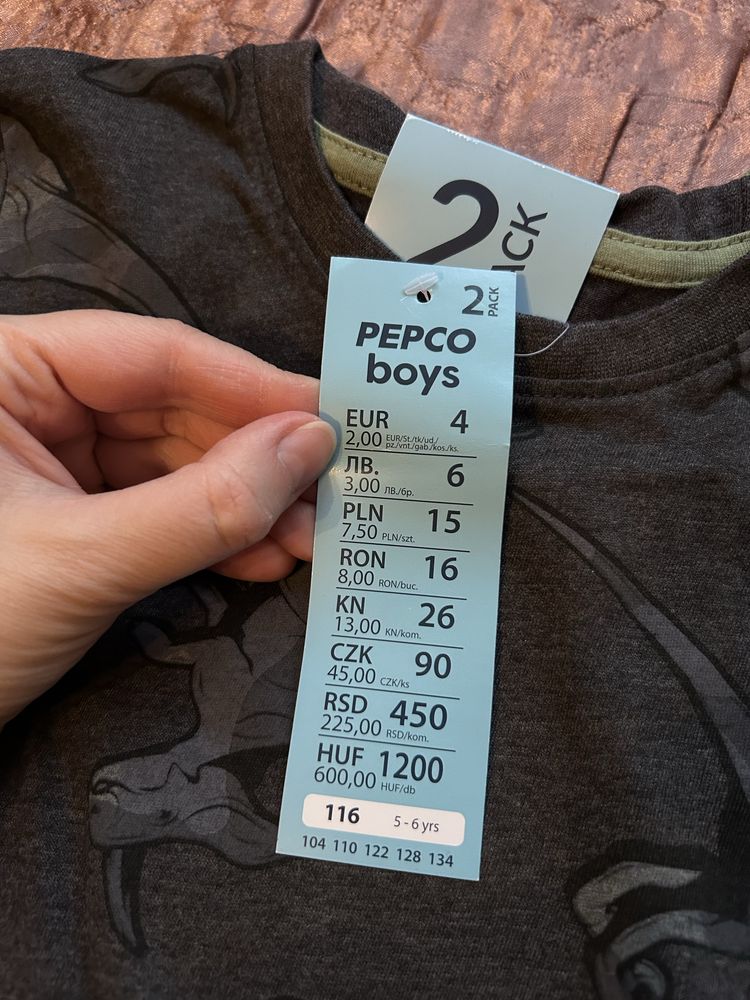 2
PACK
2 PACK
PEPCO
boys
EUR 4
2,00 EUR/St./tk/ud./
pz./vnt./gab./kos./ks.
ЛВ. 6
3,00 ЛВ./бр.
PLN 15
7,50 PLN/szt.
RON 16
8,00 RON/buc.
KN 26
13,00 KN/kom.
CZK 90
45,00 CZK/ks
RSD 450
225,00 RSD/kom.
HUF 1200
600,00 HUF/db
116 5 - 6 yrs
104 110 122 128 134